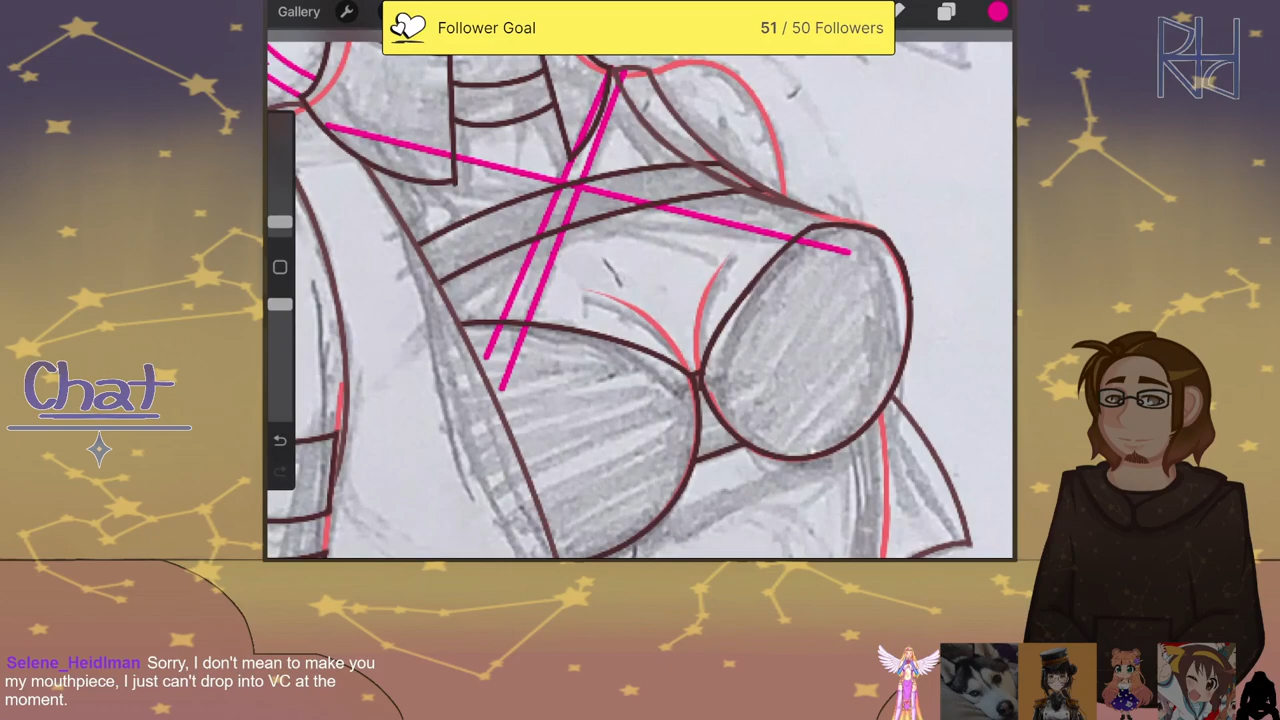 Gallery
Follower Goal 51 / 50 Followers
Chat
Selene_Heidlman Sorry, I don't mean to make you
my mouthpiece, I just can't drop into VC at the
moment.